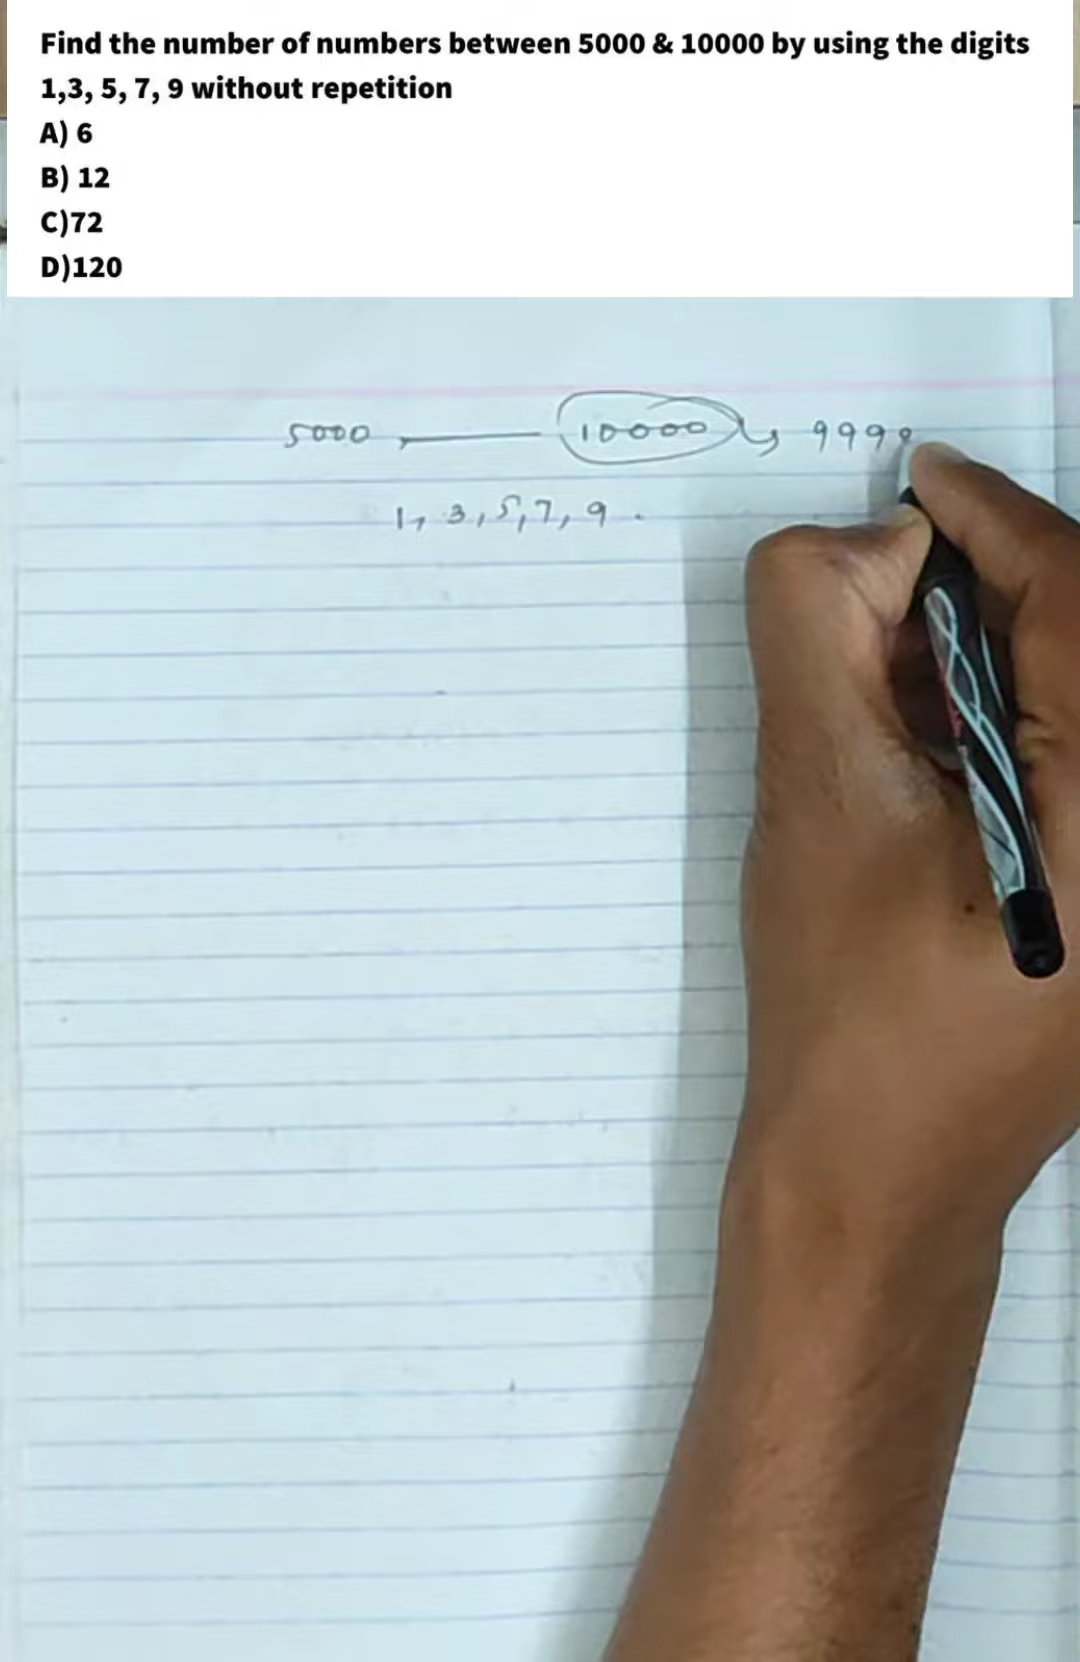 Find the number of numbers between 5000 & 10000 by using the digits
1,3, 5, 7, 9 without repetition
A) 6
B) 12
C)72
D)120
5000 — 10000 → 999
1, 3, 5, 7, 9 .